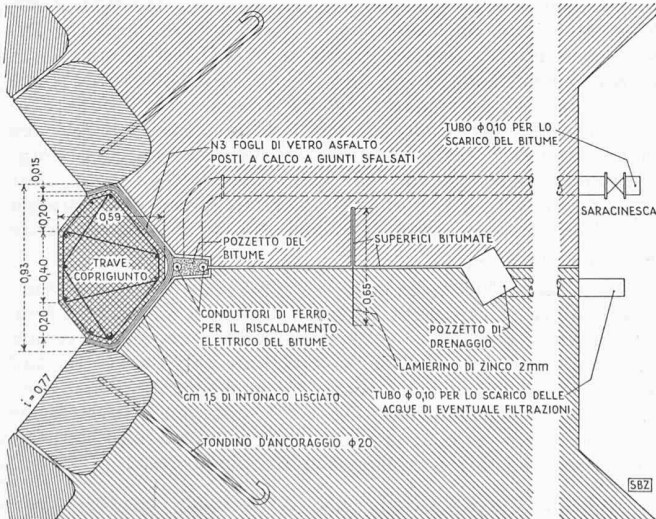 N3 FOGLI DI VETRO ASFALTO
POSTI A CALCO A GIUNTI SFALSATI
TUBO ϕ 0,10 PER LO
SCARICO DEL BITUME
0,015
0,20
0,59
0,93
0,40
0,20
TRAVE
COPRIGIUNTO
POZZETTO DEL
BITUME
SUPERFICI BITUMATE
SARACINESCA
0,65
CONDUTTORI DI FERRO
PER IL RISCALDAMENTO
ELETTRICO DEL BITUME
POZZETTO DI
DRENAGGIO
LAMIERINO DI ZINCO 2mm
i=0,77
cm 1,5 DI INTONACO LISCIATO
TUBO ϕ 0,10 PER LO SCARICO DELLE
ACQUE DI EVENTUALE FILTRAZIONI
TONDINO D'ANCORAGGIO ϕ20
SBZ